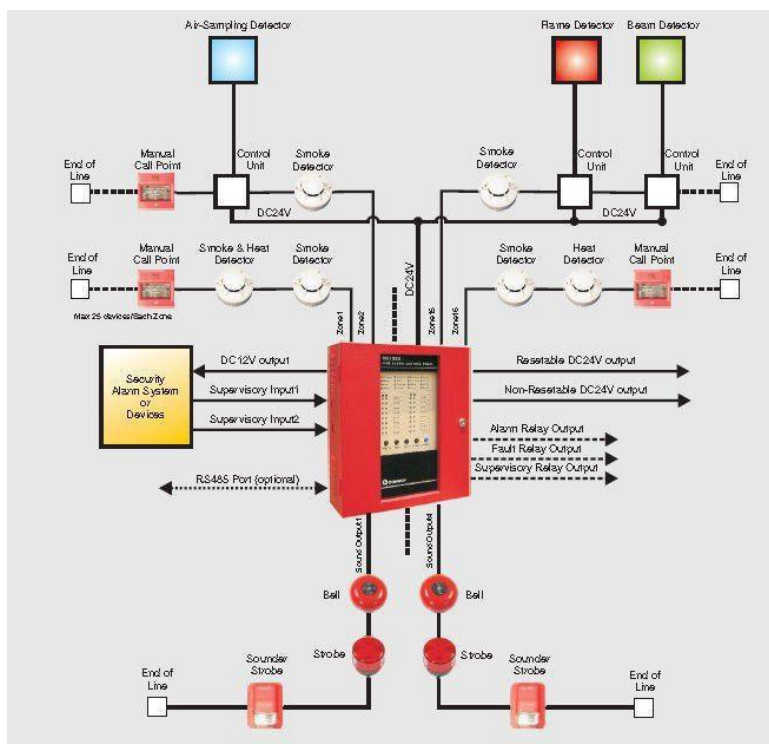 Air-Sampling Detector
Flame Detector
Beam Detector
End of
Line
Manual
Call Point
Control
Unit
Smoke
Detector
Smoke
Detector
Control
Unit
Control
Unit
End of
Line
DC24V
DC24V
End of
Line
Manual
Call Point
Smoke & Heat
Detector
Smoke
Detector
DC24V
Smoke
Detector
Heat
Detector
Manual
Call Point
End of
Line
Max 25 devices/Each Zone
Zone1
Zone2
Zone15
Zone16
Security
Alarm System
or
Devices
DC12V output
Supervisory Input1
Supervisory Input2
RS485 Port (optional)
Resetable DC24V output
Non-Resetable DC24V output
Alarm Relay Output
Fault Relay Output
Supervisory Relay Output
Sound Output1
Sound Output4
Bell
Bell
Strobe
Strobe
End of
Line
Sounder
Strobe
Sounder
Strobe
End of
Line